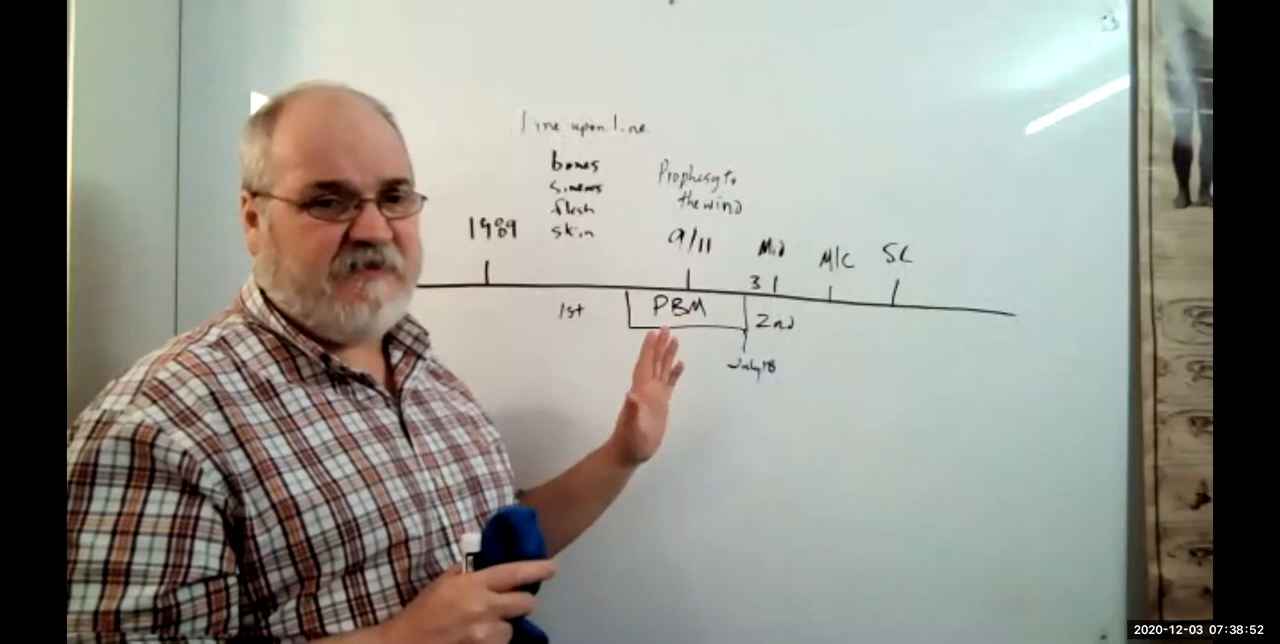 line upon line
bones
sinews
flesh
skin
Prophesy to
the wind
1989
9/11
Mid
M/C
SC
3
1st
PBM
2nd
July 18
2020-12-03 07:38:52